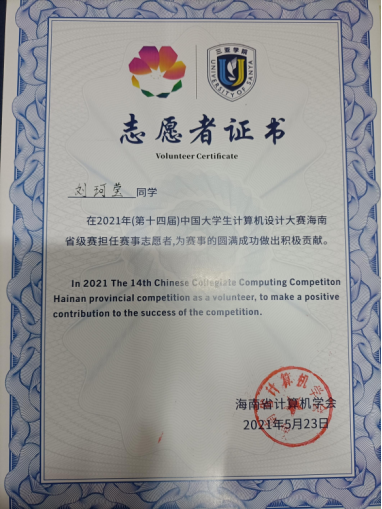 三亚学院
UNIVERSITY OF SANYA
志愿者证书
Volunteer Certificate
刘珂莹 同学
在2021年(第十四届)中国大学生计算机设计大赛海南
省级赛担任赛事志愿者,为赛事的圆满成功做出积极贡献。
In 2021 The 14th Chinese Collegiate Computing Competiton
Hainan provincial competition as a volunteer, to make a positive
contribution to the success of the competition.
海南省计算机学会
2021年5月23日